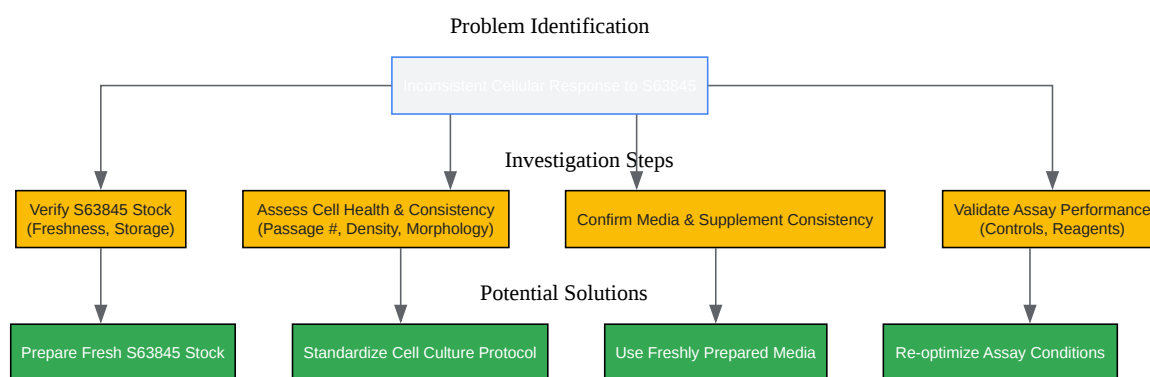 Problem Identification
Inconsistent Cellular Response to S63845
Investigation Steps
Verify S63845 Stock
(Freshness, Storage)
Assess Cell Health & Consistency
(Passage #, Density, Morphology)
Confirm Media & Supplement Consistency
Validate Assay Performance
(Controls, Reagents)
Potential Solutions
Prepare Fresh S63845 Stock
Standardize Cell Culture Protocol
Use Freshly Prepared Media
Re-optimize Assay Conditions